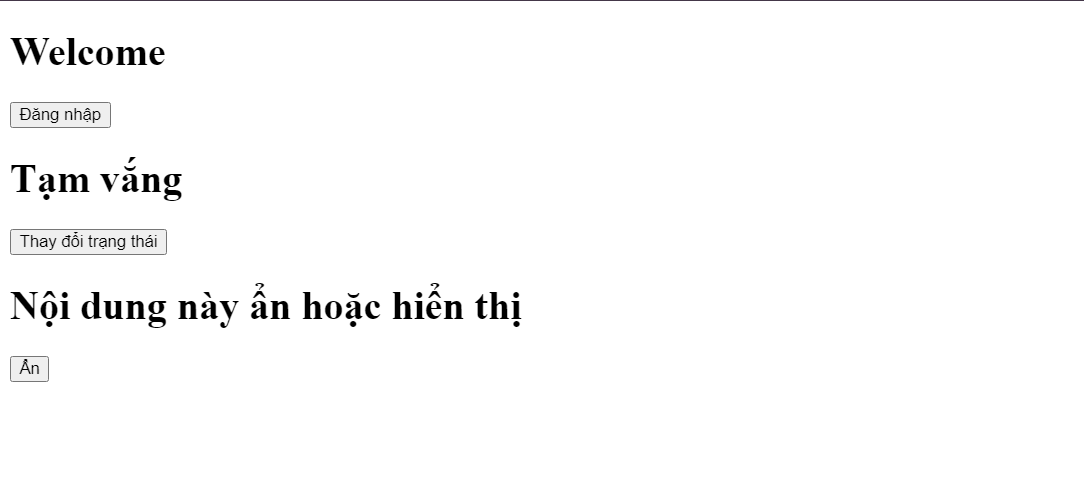 Welcome
Đăng nhập
Tạm vắng
Thay đổi trạng thái
Nội dung này ẩn hoặc hiển thị
Ẩn